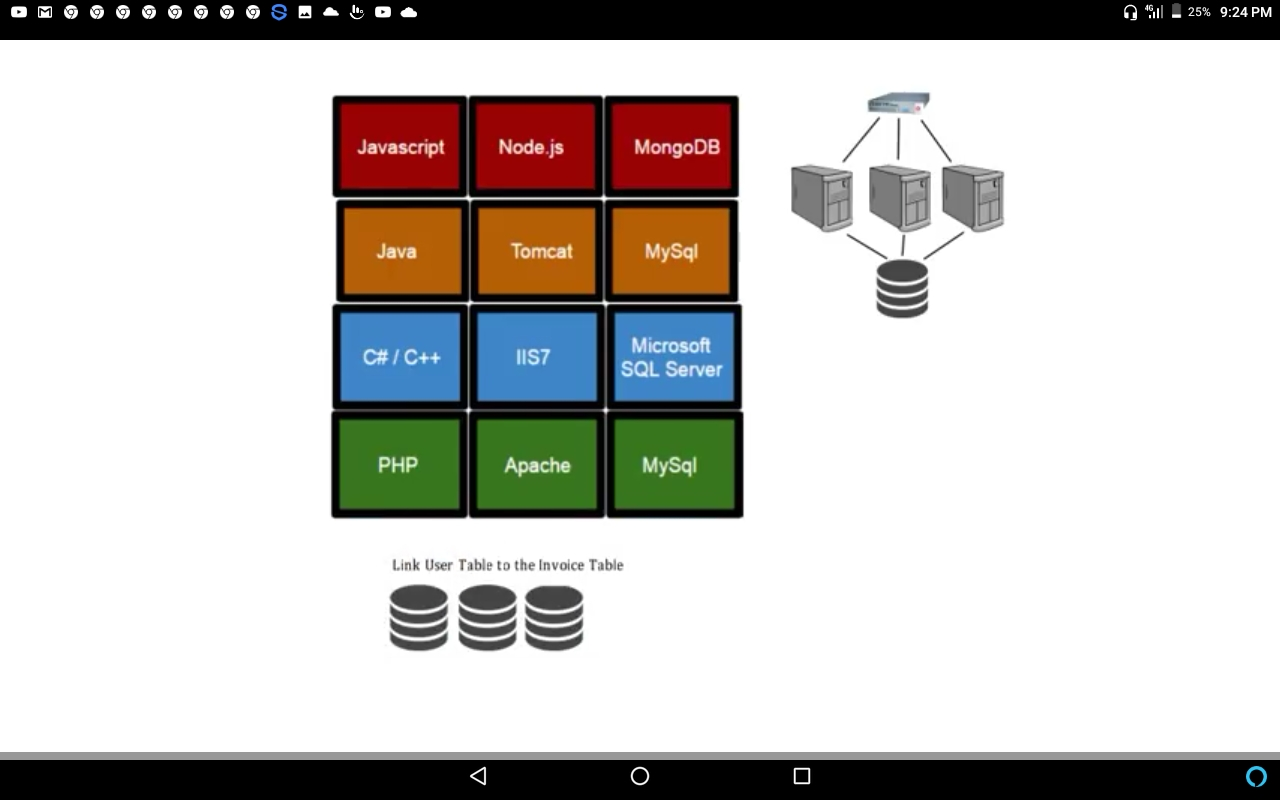 4G
25%
9:24 PM
Javascript
Node.js
MongoDB
Java
Tomcat
MySql
C# / C++
IIS7
Microsoft
SQL Server
PHP
Apache
MySql
Link User Table to the Invoice Table